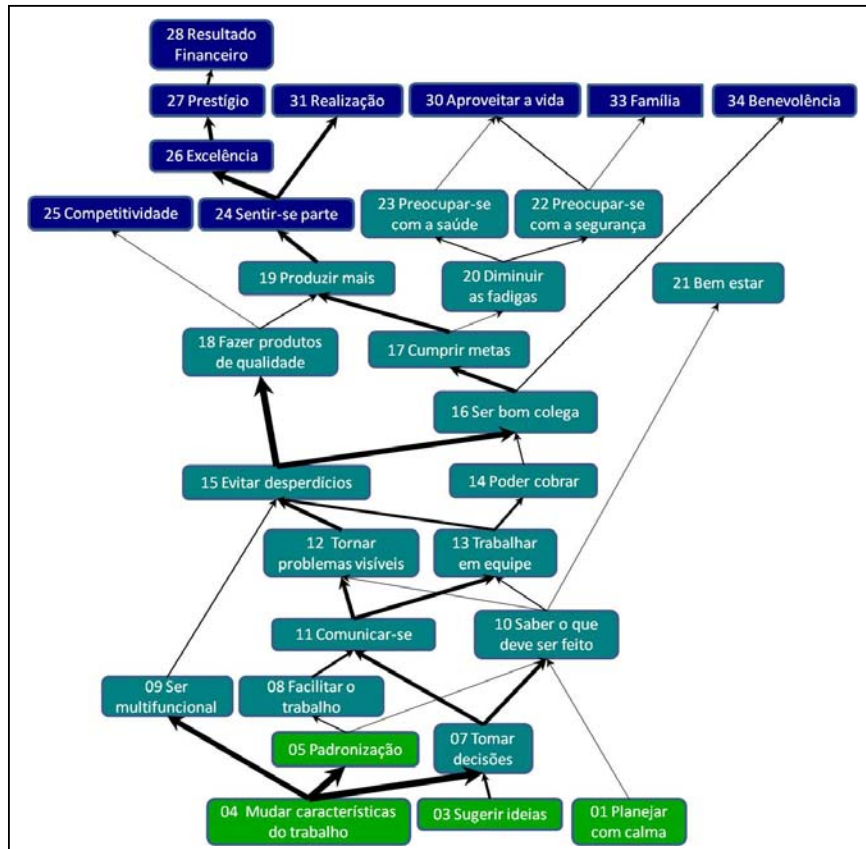 28 Resultado
Financeiro
27 Prestígio
31 Realização
30 Aproveitar a vida
33 Família
34 Benevolência
26 Excelência
25 Competitividade
24 Sentir-se parte
23 Preocupar-se
com a saúde
22 Preocupar-se
com a segurança
19 Produzir mais
20 Diminuir
as fadigas
21 Bem estar
18 Fazer produtos
de qualidade
17 Cumprir metas
16 Ser bom colega
15 Evitar desperdícios
14 Poder cobrar
12 Tornar
problemas visíveis
13 Trabalhar
em equipe
11 Comunicar-se
10 Saber o que
deve ser feito
09 Ser
multifuncional
08 Facilitar o
trabalho
05 Padronização
07 Tomar
decisões
04 Mudar características
do trabalho
03 Sugerir ideias
01 Planejar
com calma